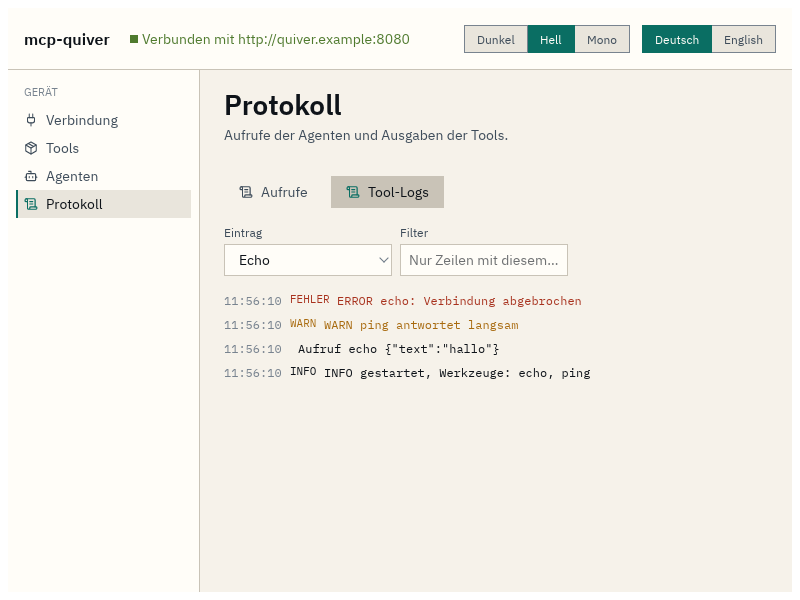 mcp-quiver
Verbunden mit http://quiver.example:8080
Dunkel Hell Mono
Deutsch English
GERÄT
Verbindung
Tools
Agenten
Protokoll
Protokoll
Aufrufe der Agenten und Ausgaben der Tools.
Aufrufe Tool-Logs
Eintrag Filter
Echo Nur Zeilen mit diesem…
11:56:10 FEHLER ERROR echo: Verbindung abgebrochen
11:56:10 WARN WARN ping antwortet langsam
11:56:10 Aufruf echo {"text":"hallo"}
11:56:10 INFO INFO gestartet, Werkzeuge: echo, ping